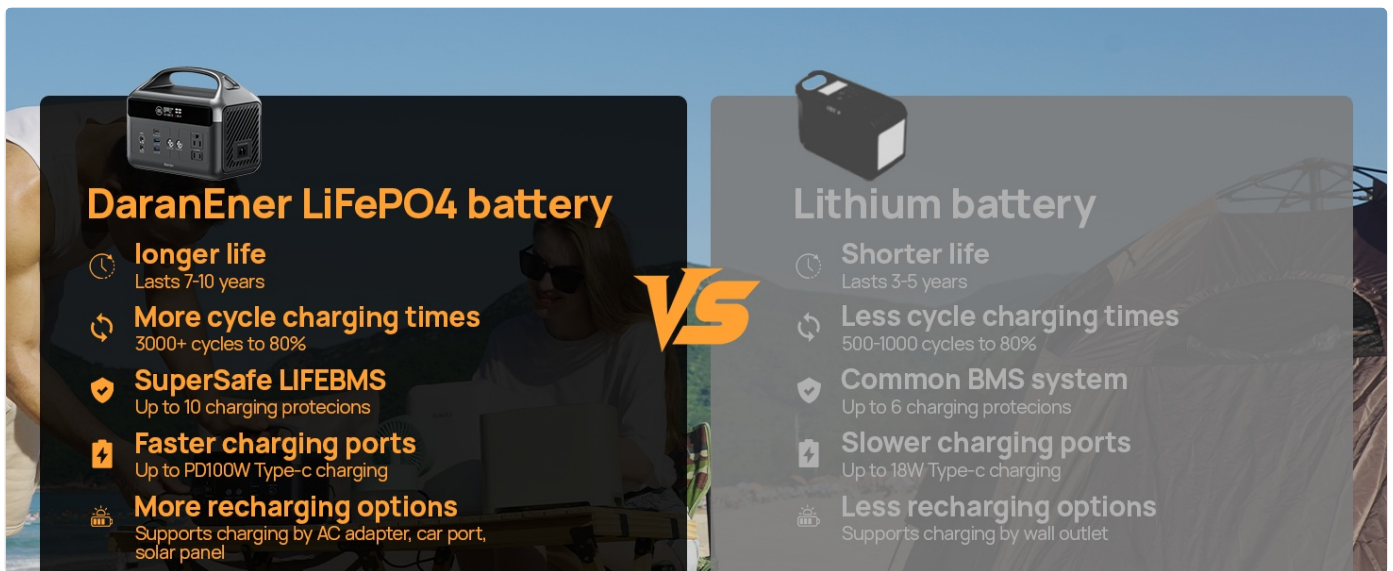 DaranEner LiFePO4 battery
longer life
Lasts 7-10 years
More cycle charging times
3000+ cycles to 80%
SuperSafe LIFEBMS
Up to 10 charging protecions
Faster charging ports
Up to PD100W Type-c charging
More recharging options
Supports charging by AC adapter, car port,
solar panel
VS
Lithium battery
Shorter life
Lasts 3-5 years
Less cycle charging times
500-1000 cycles to 80%
Common BMS system
Up to 6 charging protecions
Slower charging ports
Up to 18W Type-c charging
Less recharging options
Supports charging by wall outlet